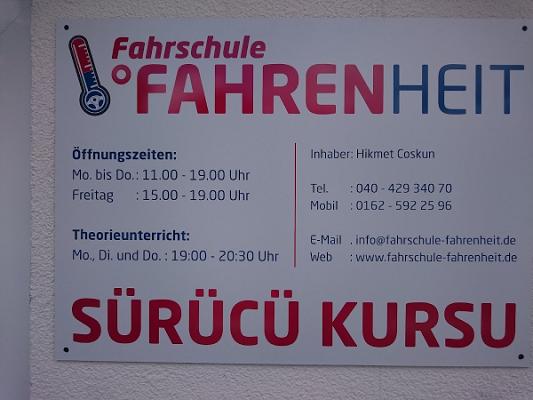 Fahrschule
°FAHRENHEIT
Öffnungszeiten:
Mo. bis Do.: 11.00 - 19.00 Uhr
Freitag : 15.00 - 19.00 Uhr
Theorieunterricht:
Mo., Di. und Do. : 19:00 - 20:30 Uhr
Inhaber: Hikmet Coskun
Tel. : 040 - 429 340 70
Mobil : 0162 - 592 25 96
E-Mail . info@fahrschule-fahrenheit.de
Web : www.fahrschule-fahrenheit.de
SÜRÜCÜ KURSU